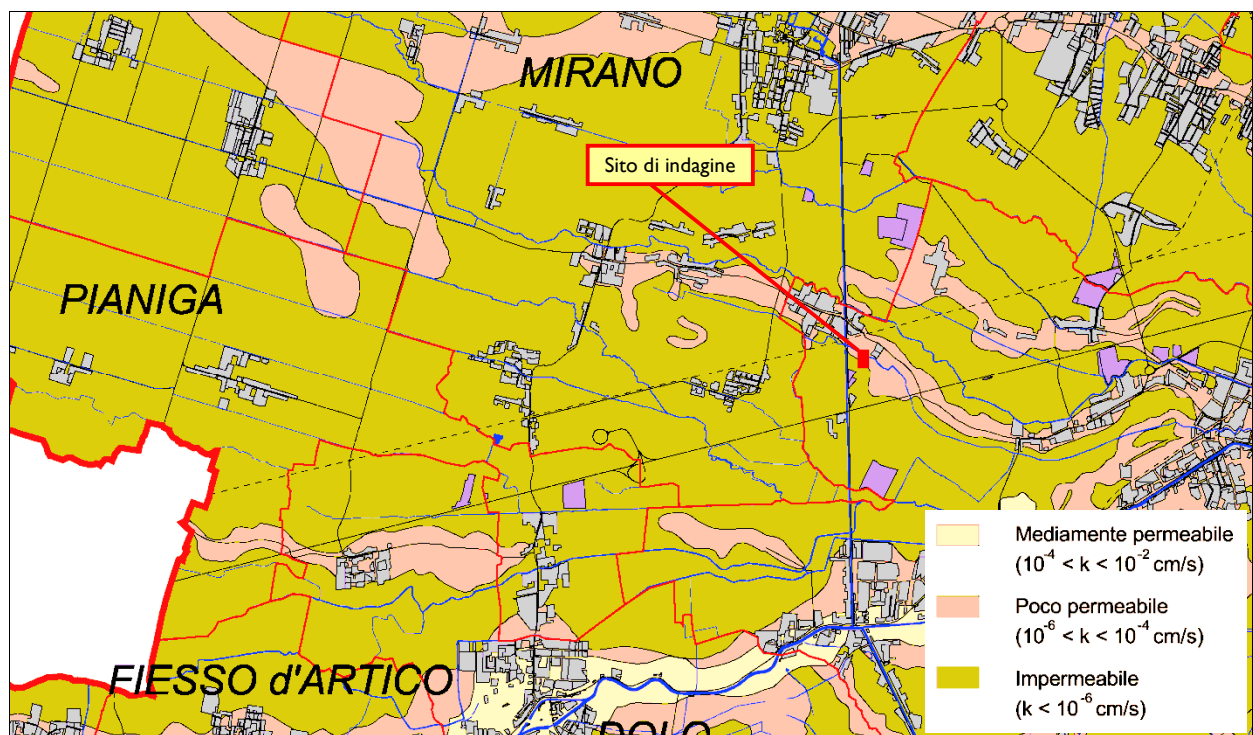 MIRANO
Sito di indagine
PIANIGA
FIESSO d'ARTICO
DOLO
Mediamente permeabile
(10⁻⁴ < k < 10⁻² cm/s)
Poco permeabile
(10⁻⁶ < k < 10⁻⁴ cm/s)
Impermeabile
(k < 10⁻⁶ cm/s)